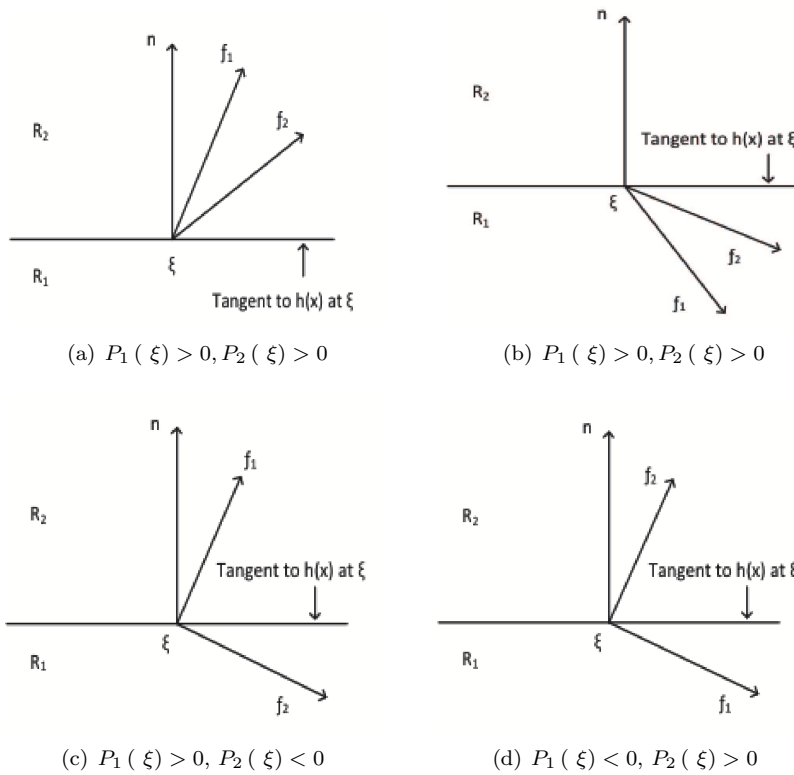 n
f₁
f₂
R₂
ξ
R₁
Tangent to h(x) at ξ
(a) P₁ ( ξ) > 0, P₂ ( ξ) > 0
n
R₂
Tangent to h(x) at ξ
ξ
R₁
f₂
f₁
(b) P₁ ( ξ) > 0, P₂ ( ξ) > 0
n
f₁
R₂
Tangent to h(x) at ξ
ξ
R₁
f₂
(c) P₁ ( ξ) > 0, P₂ ( ξ) < 0
n
f₂
R₂
Tangent to h(x) at ξ
ξ
R₁
f₁
(d) P₁ ( ξ) < 0, P₂ ( ξ) > 0